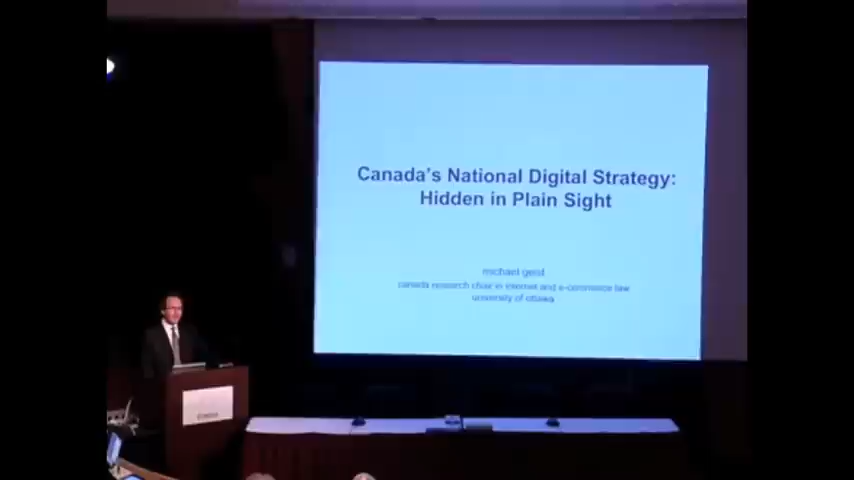 Canada's National Digital Strategy:
Hidden in Plain Sight
michael geist
canada research chair in internet and e-commerce law
university of ottawa